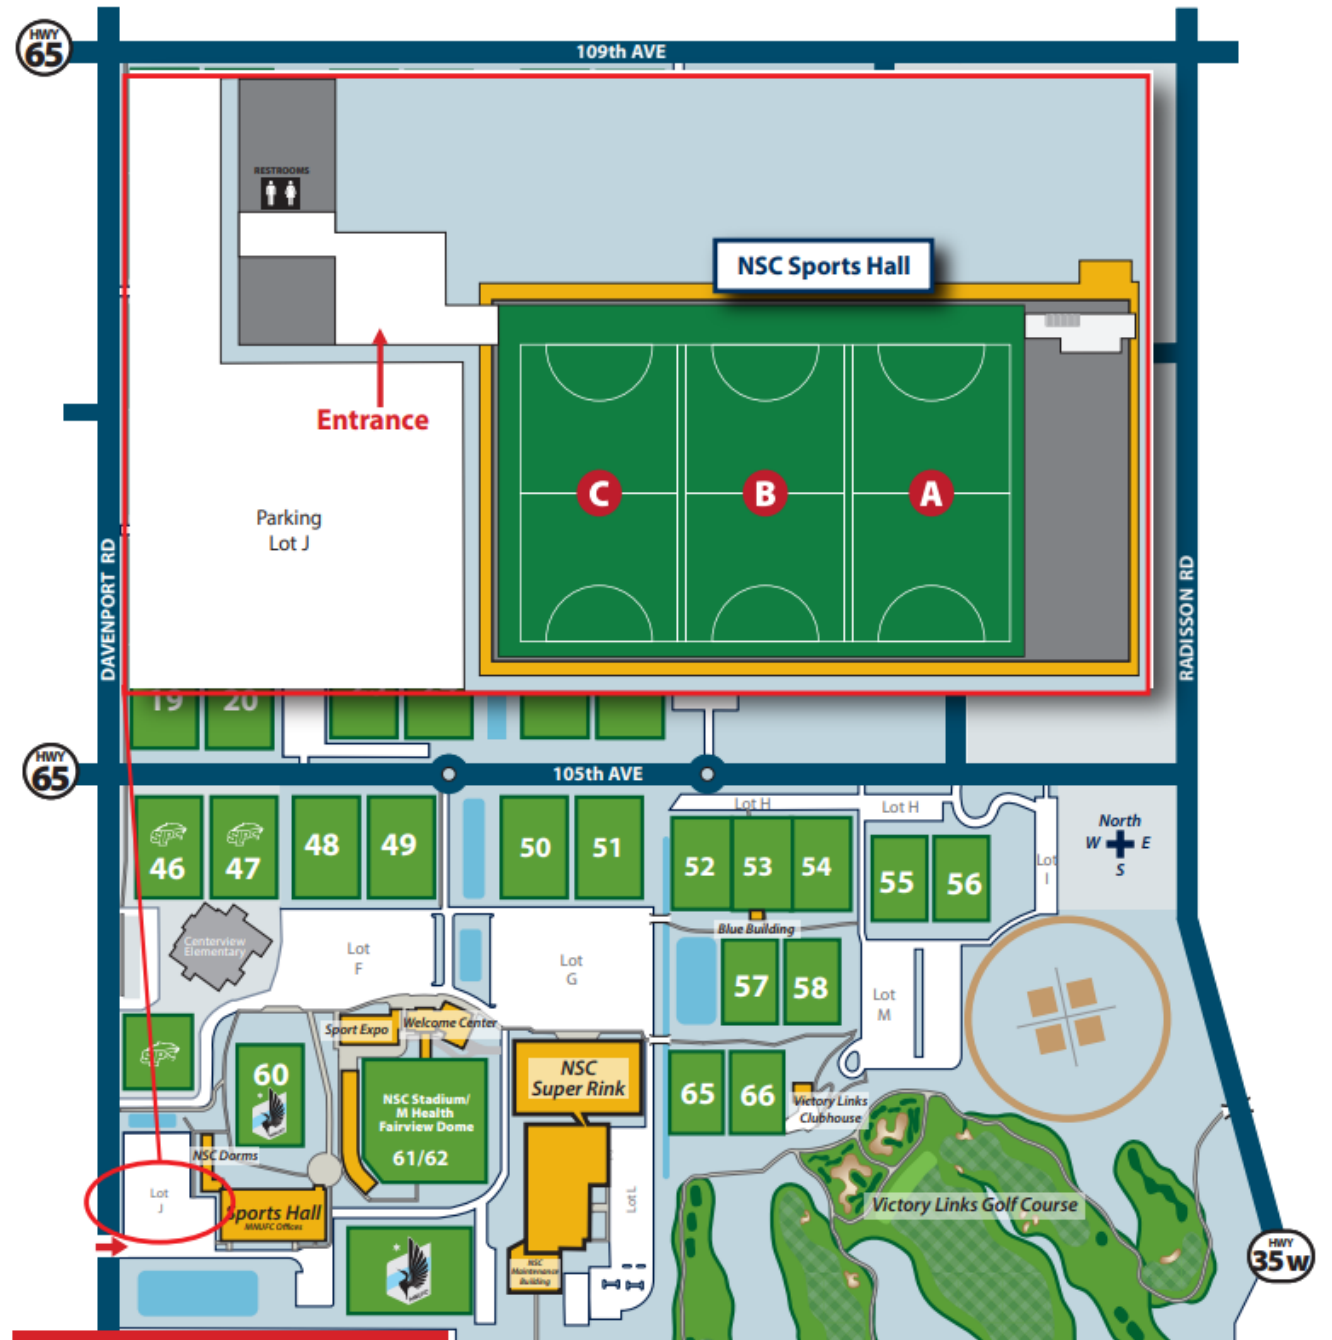 HWY
65
109th AVE
RESTROOMS
NSC Sports Hall
Entrance
C
B
A
Parking
Lot J
DAVENPORT RD
RADISSON RD
19
20
HWY
65
105th AVE
Lot H
Lot H
46
47
48
49
50
51
52
53
54
55
56
Lot
I
North
W
E
S
Blue Building
Centerview
Elementary
Lot
F
Lot
G
57
58
Lot
M
Sport Expo
Welcome Center
60
NSC Stadium/
M Health
Fairview Dome
61/62
NSC
Super Rink
65
66
Victory Links
Clubhouse
NSC Dorms
Lot
J
Sports Hall
MNUFC Offices
Lot L
Victory Links Golf Course
NSC
Maintenance
Building
HWY
35W